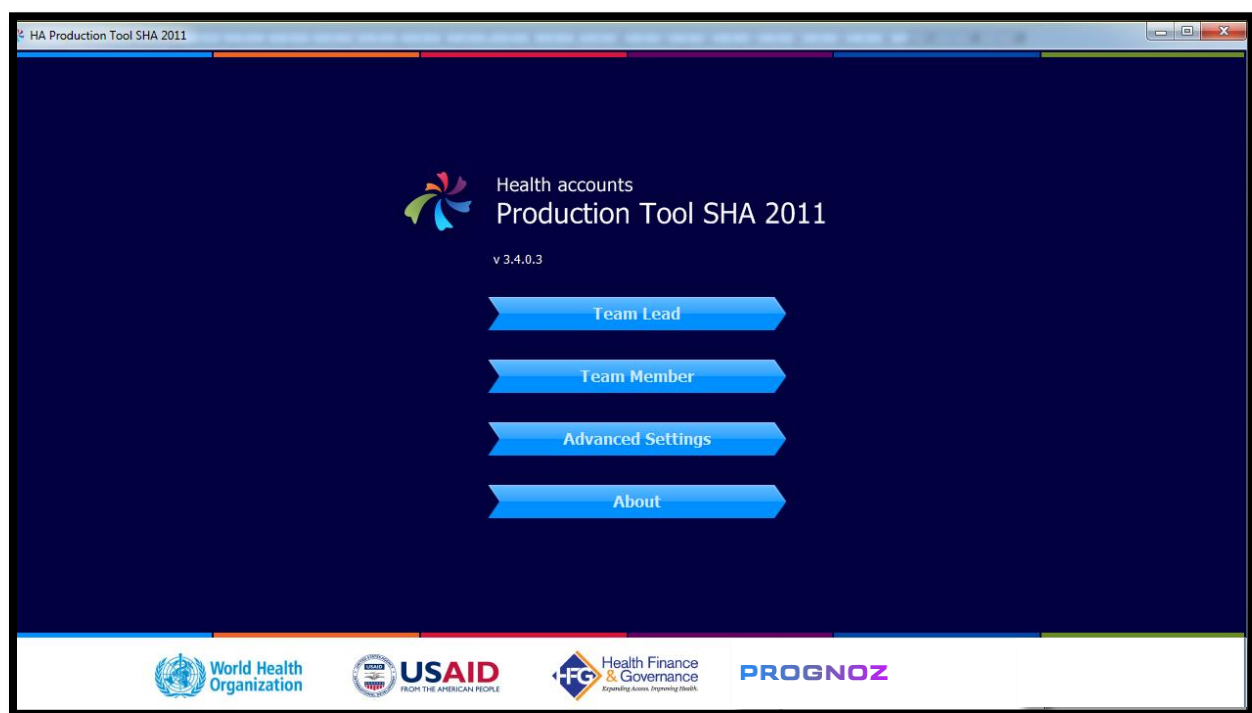 HA Production Tool SHA 2011
Health accounts
Production Tool SHA 2011
v 3.4.0.3
Team Lead
Team Member
Advanced Settings
About
World Health
Organization
USAID
USAID
FROM THE AMERICAN PEOPLE
HFG
Health Finance
& Governance
Expanding Access. Improving Health.
PROGNOZ